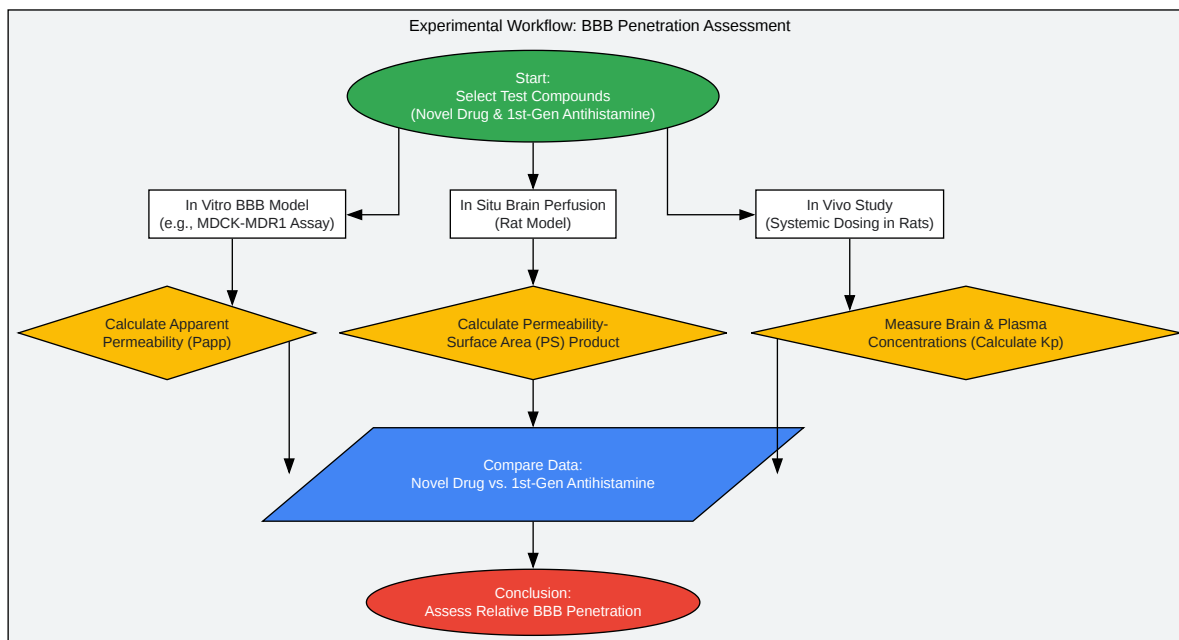 Experimental Workflow: BBB Penetration Assessment
Start:
Select Test Compounds
(Novel Drug & 1st-Gen Antihistamine)
In Vitro BBB Model
(e.g., MDCK-MDR1 Assay)
In Situ Brain Perfusion
(Rat Model)
In Vivo Study
(Systemic Dosing in Rats)
Calculate Apparent
Permeability (Papp)
Calculate Permeability-
Surface Area (PS) Product
Measure Brain & Plasma
Concentrations (Calculate Kp)
Compare Data:
Novel Drug vs. 1st-Gen Antihistamine
Conclusion:
Assess Relative BBB Penetration